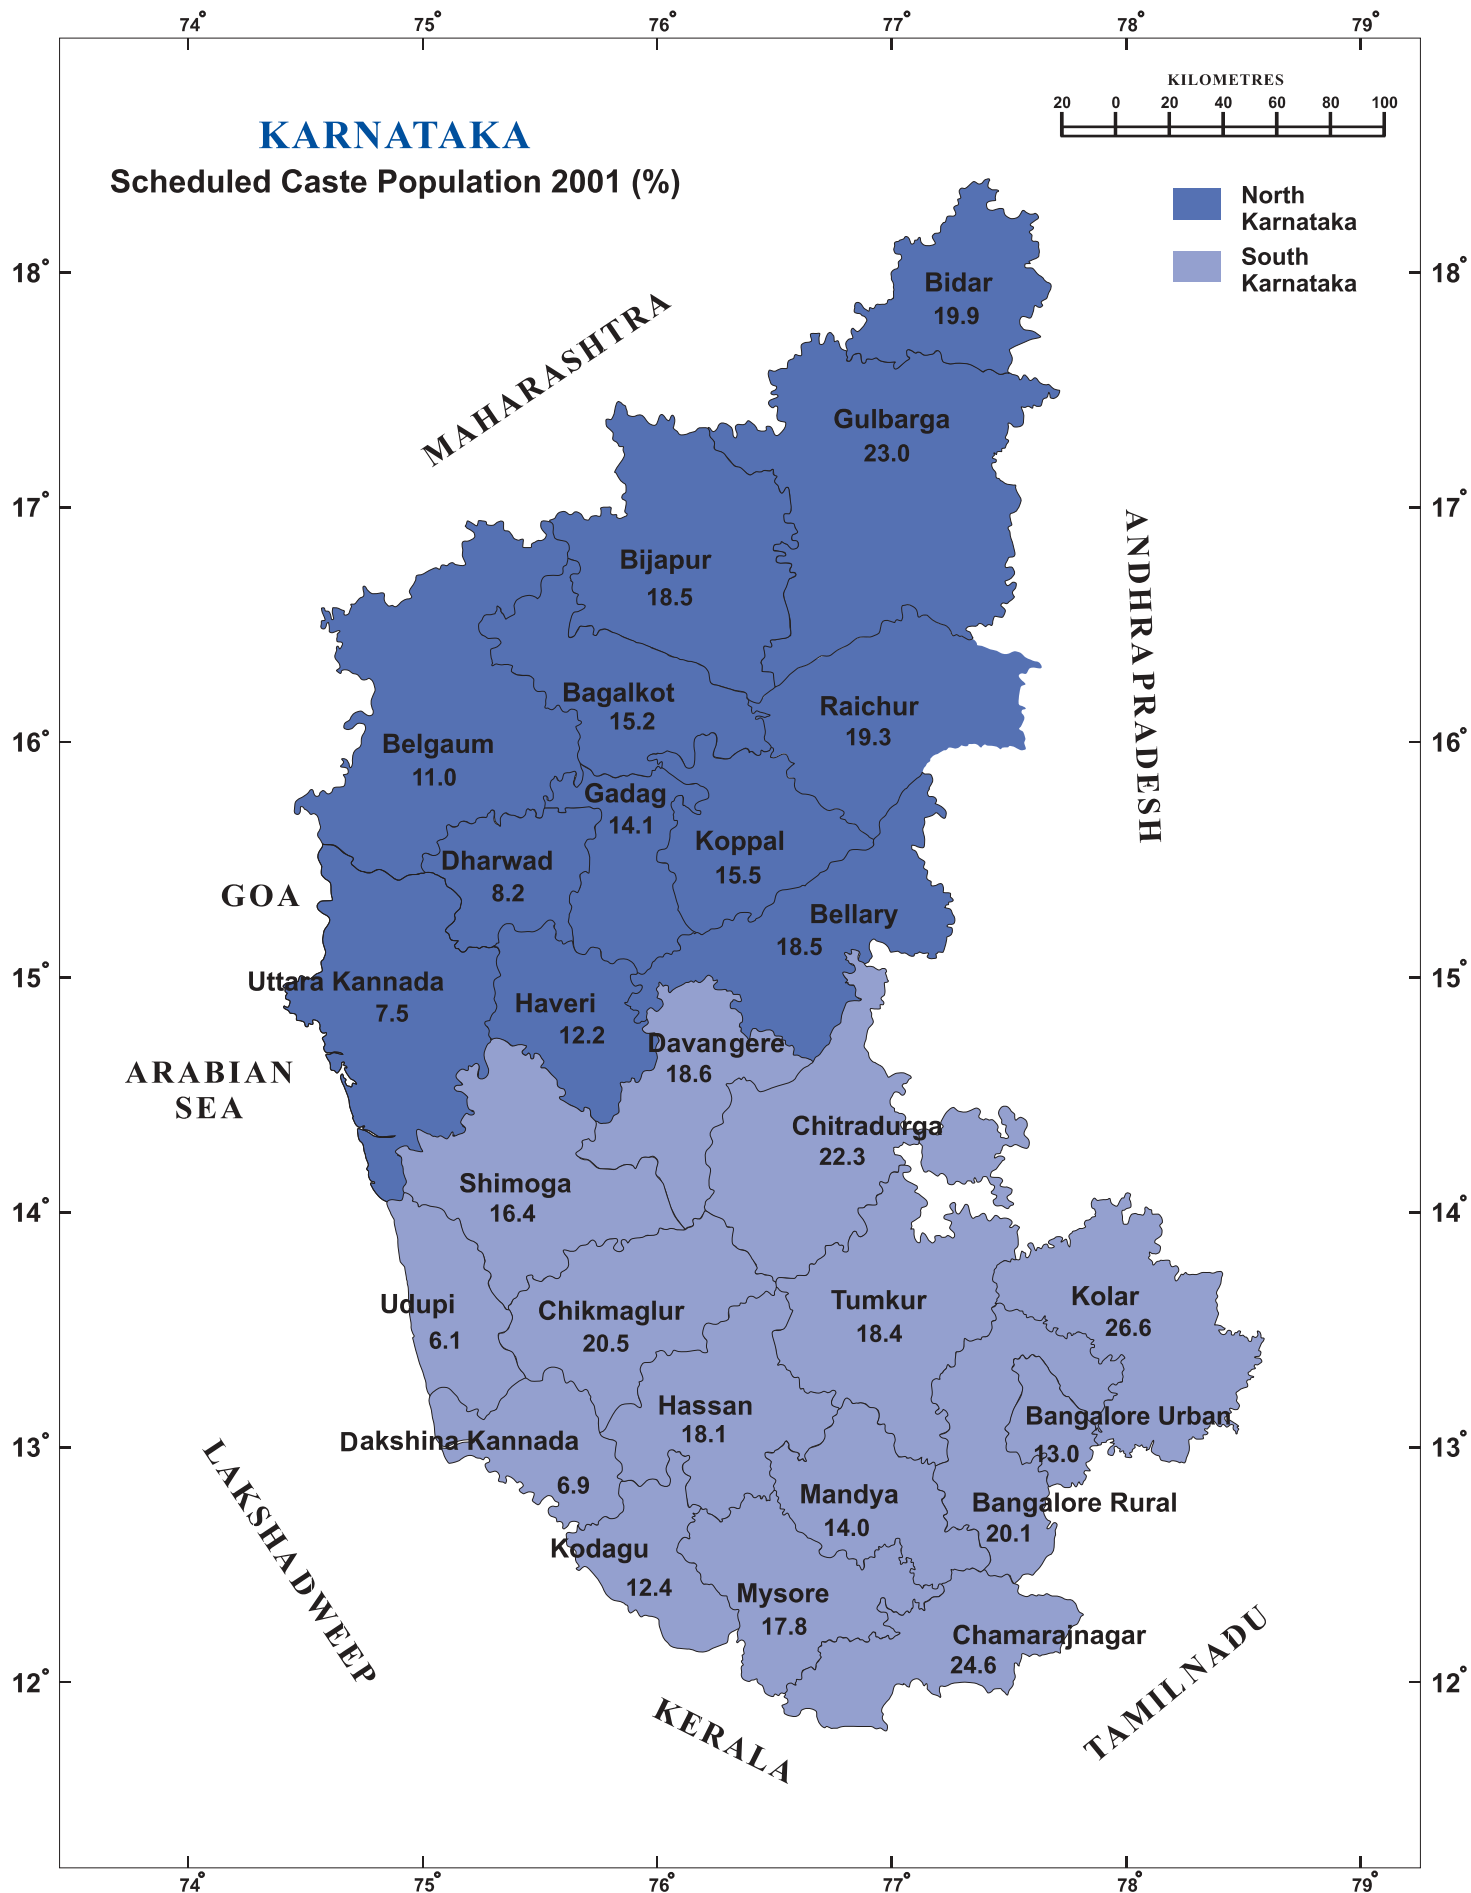 74° 75° 76° 77° 78° 79°
KILOMETRES
20 0 20 40 60 80 100
KARNATAKA
Scheduled Caste Population 2001 (%)
North
Karnataka
South
Karnataka
18° 18°
Bidar
19.9
MAHARASHTRA
Gulbarga
23.0
17° 17°
ANDHRA PRADESH
Bijapur
18.5
Bagalkot
15.2
Raichur
19.3
16° 16°
Belgaum
11.0
Gadag
14.1
Koppal
15.5
Dharwad
8.2
GOA
Bellary
18.5
15° 15°
Uttara Kannada
7.5
Haveri
12.2
Davangere
18.6
ARABIAN
SEA
Chitradurga
22.3
Shimoga
16.4
14° 14°
Udupi
6.1
Chikmaglur
20.5
Tumkur
18.4
Kolar
26.6
Hassan
18.1
Bangalore Urban
13.0
13° 13°
Dakshina Kannada
6.9
LAKSHADWEEP
Mandya
14.0
Bangalore Rural
20.1
Kodagu
12.4
Mysore
17.8
Chamarajnagar
24.6
12° 12°
KERALA
TAMILNADU
74° 75° 76° 77° 78° 79°